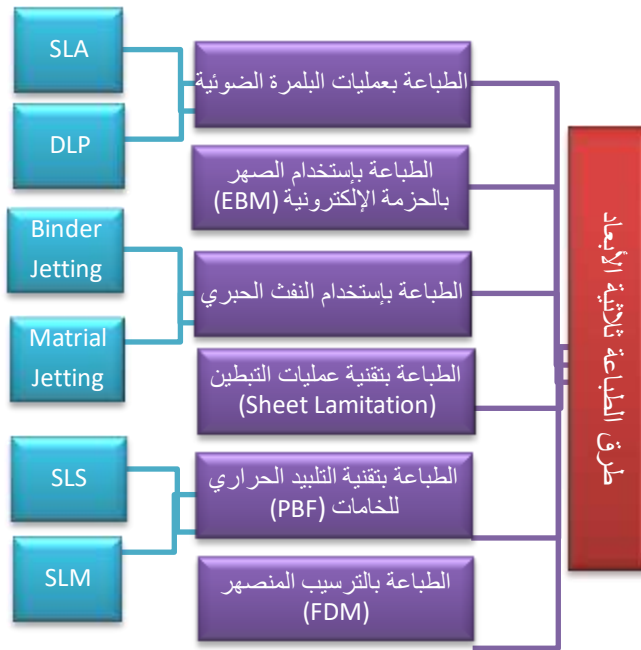 طرق الطباعة ثلاثية الأبعاد
الطباعة بعمليات البلمرة الضوئية
SLA
DLP
الطباعة بإستخدام الصهر
بالحزمة الإلكترونية (EBM)
الطباعة بإستخدام النفث الحبري
Binder
Jetting
Matrial
Jetting
الطباعة بتقنية عمليات التبطين
(Sheet Lamitation)
الطباعة بتقنية التلبيد الحراري
للخامات (PBF)
SLS
SLM
الطباعة بالترسيب المنصهر
(FDM)